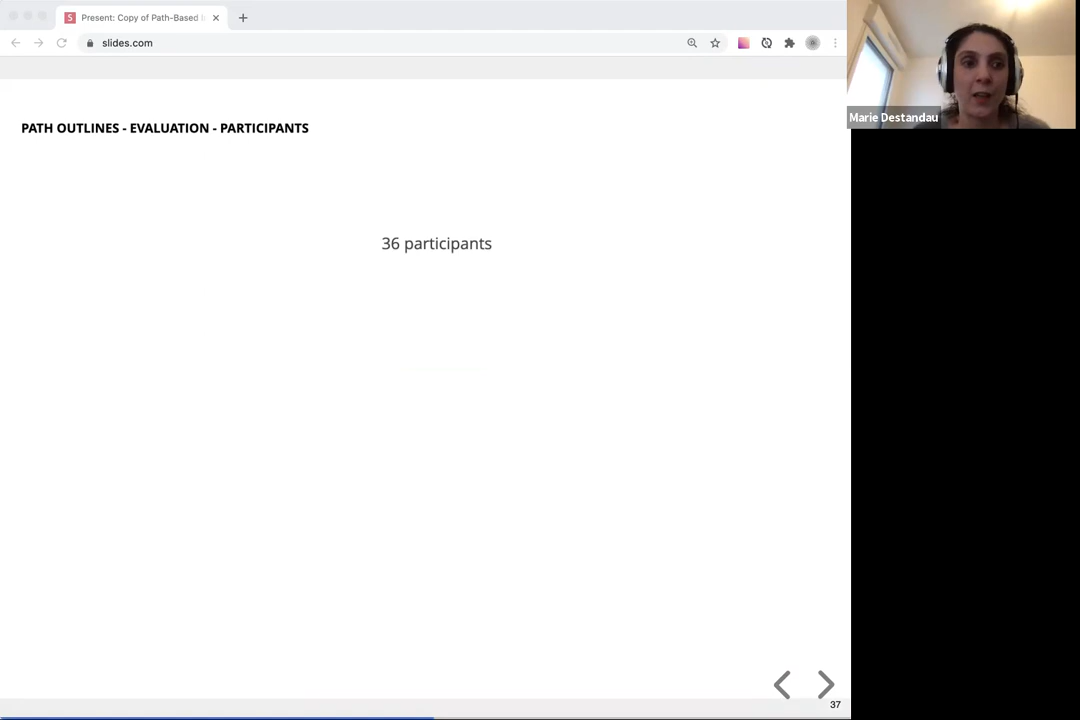 Present: Copy of Path-Based
slides.com
Marie Destandau
PATH OUTLINES - EVALUATION - PARTICIPANTS
36 participants
37